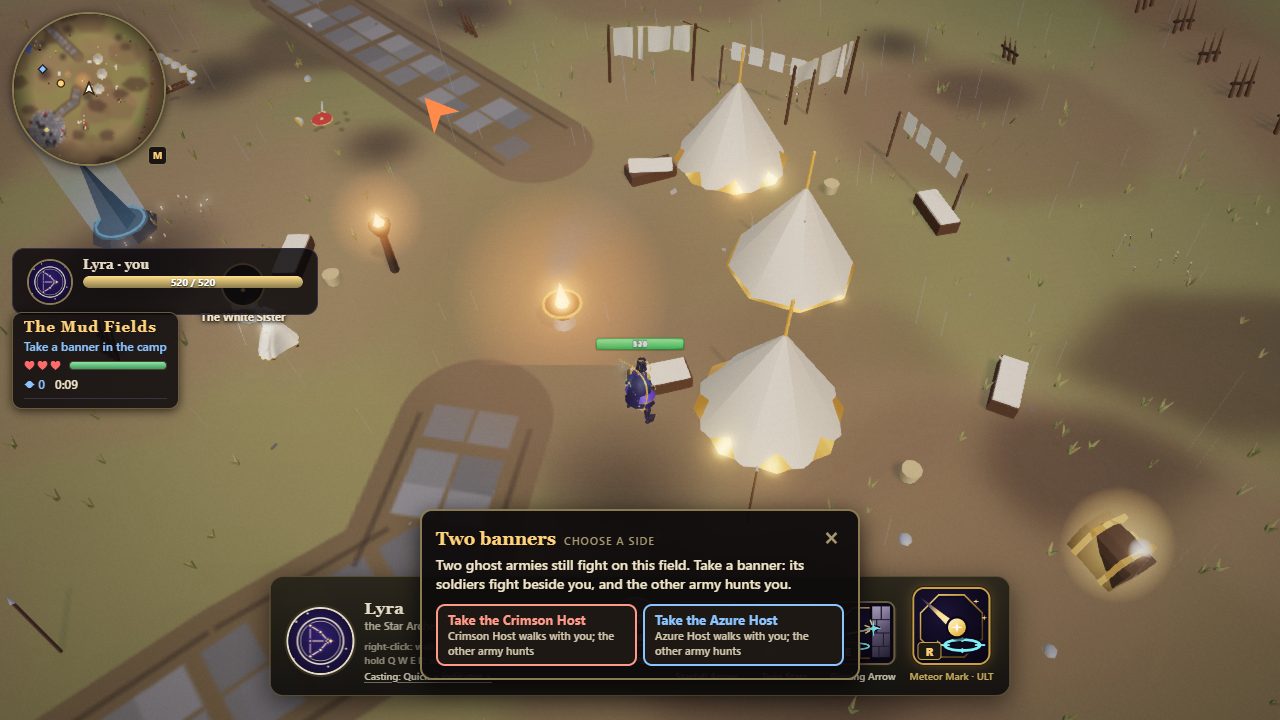 M
Lyra · you
520 / 520
The White Sister
The Mud Fields
Take a banner in the camp
0 0:09
520
Two banners CHOOSE A SIDE
Two ghost armies still fight on this field. Take a banner: its
soldiers fight beside you, and the other army hunts you.
Take the Crimson Host
Crimson Host walks with you; the
other army hunts
Take the Azure Host
Azure Host walks with you; the
other army hunts
Lyra
the Star
right-click:
hold Q W E
Casting:
R
Arrow
Meteor Mark · ULT